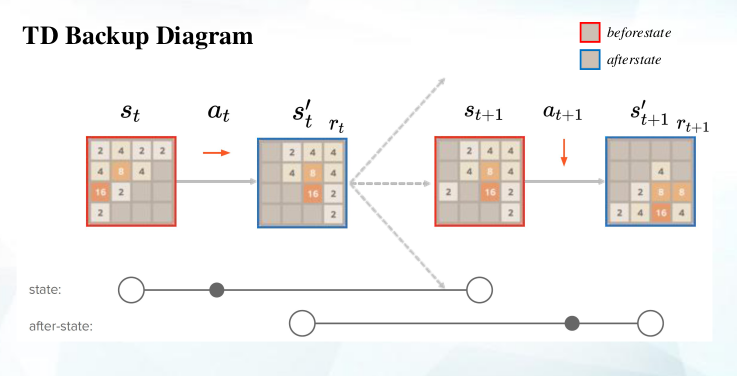 TD Backup Diagram
beforestate
afterstate
s_t a_t s'_t r_t s_{t+1} a_{t+1} s'_{t+1} r_{t+1}
2 4 2 2
4 8 4
16 2
2
2 4 4
4 8 4
16 2
2
2 4 4
4 8 4
2 16 2
2
4
2 8 8
2 4 16 4
state:
after-state: